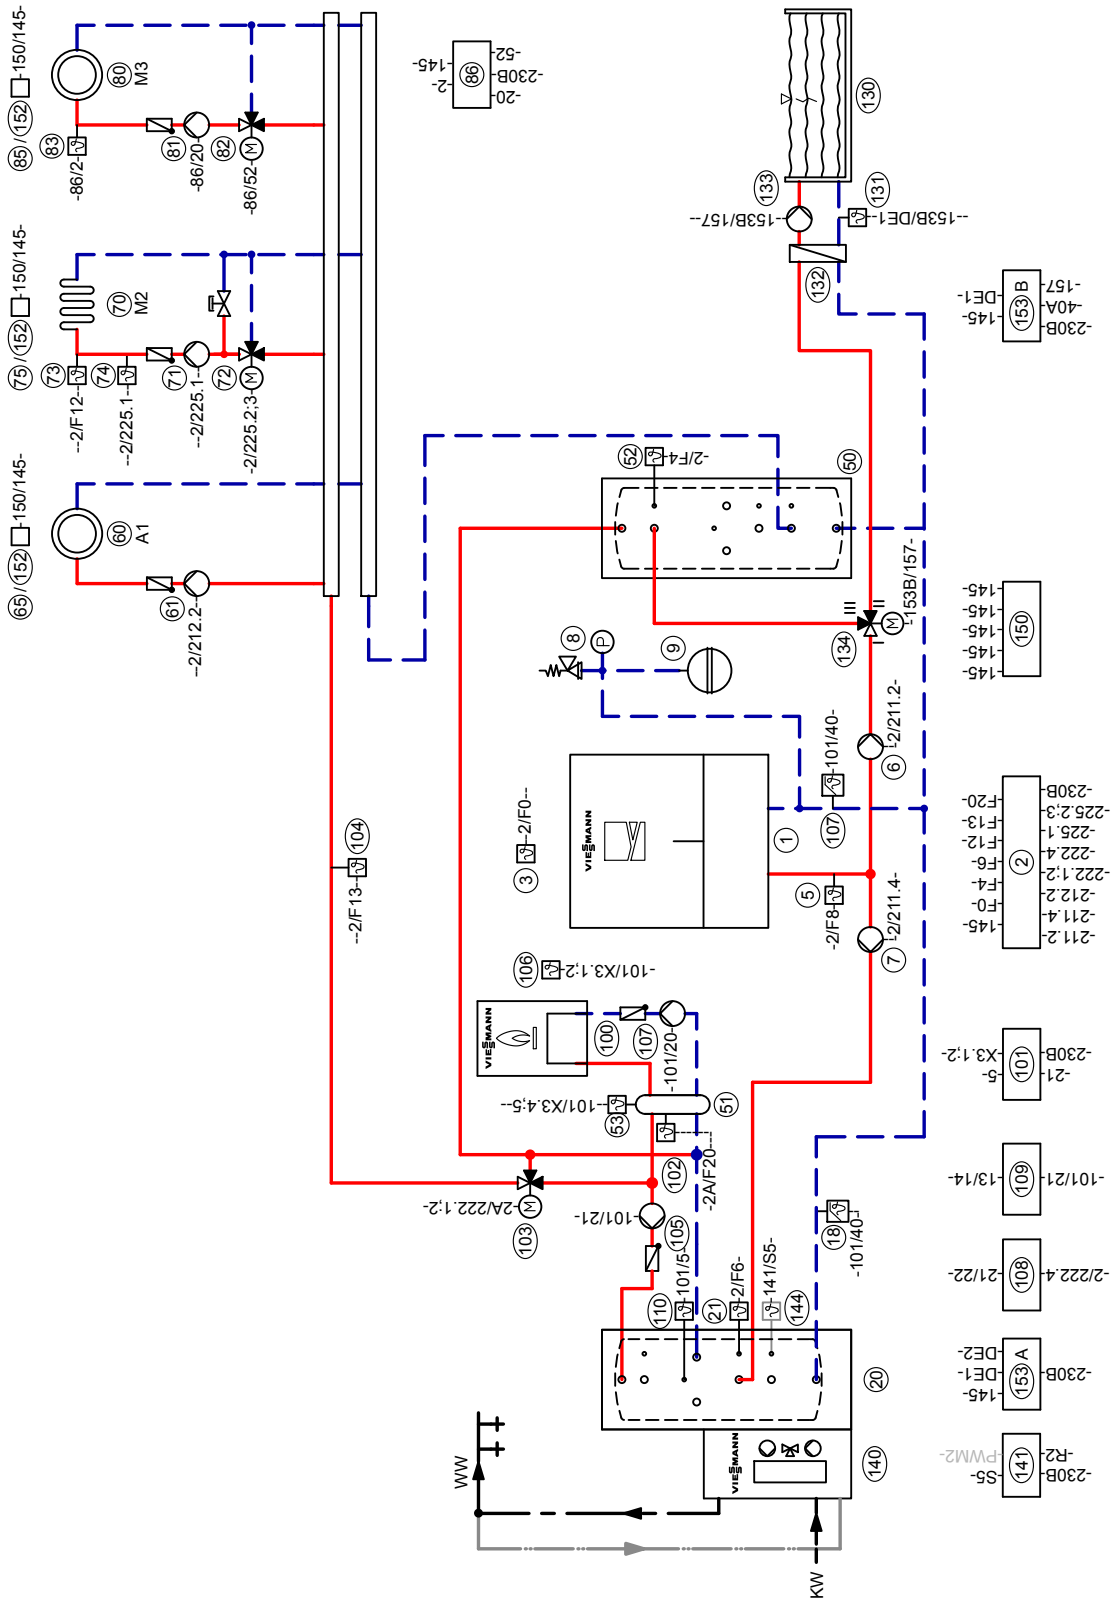 85/152 -150/145-
80
M3
83
-86/2-
81
-86/20-
82
M
-86/52-
75/152 -150/145-
70
M2
73
--2/F12--
74
--2/225.1--
71
--2/225.1--
72
M
-2/225.2;3-
65/152 -150/145-
60
A1
61
--2/212.2--
86
-145-
-2-
-52-
-230B-
-20-
130
133
--153B/157--
131
--153B/DE1--
132
52
-2/F4-
50
134
M
-153B/157-
I
II
III
8
P
9
6
-2/211.2-
107
-101/40-
1
VIESMANN
3
-2/F0--
5
-2/F8-
7
-2/211.4-
104
--2/F13--
106
-101/X3.1;2-
VIESMANN
100
107
-101/20-
51
53
-101/X3.4;5--
102
-2A/F20-
103
M
-2A/222.1;2-
105
-101/21-
18
-101/40-
110
-101/5-
21
-2/F6-
144
-141/S5-
20
140
VIESMANN
WW
KW
153 B
DE1-
145-
-157
-40A
-230B
150
145-
145-
145-
145-
145-
2
F20-
F13-
F12-
F6-
F4-
F0-
145-
-230B
-225.2;3
-225.1
-222.4
-222.1;2
-212.2
-211.4
-211.2
101
-X3.1;2-
-5-
-230B
-21
109
-13/14-
-101/21
108
-21/22-
-2/222.4
153 A
-DE2-
-DE1-
-145-
-230B
141
-PWM2-
-S5-
-R2
-230B